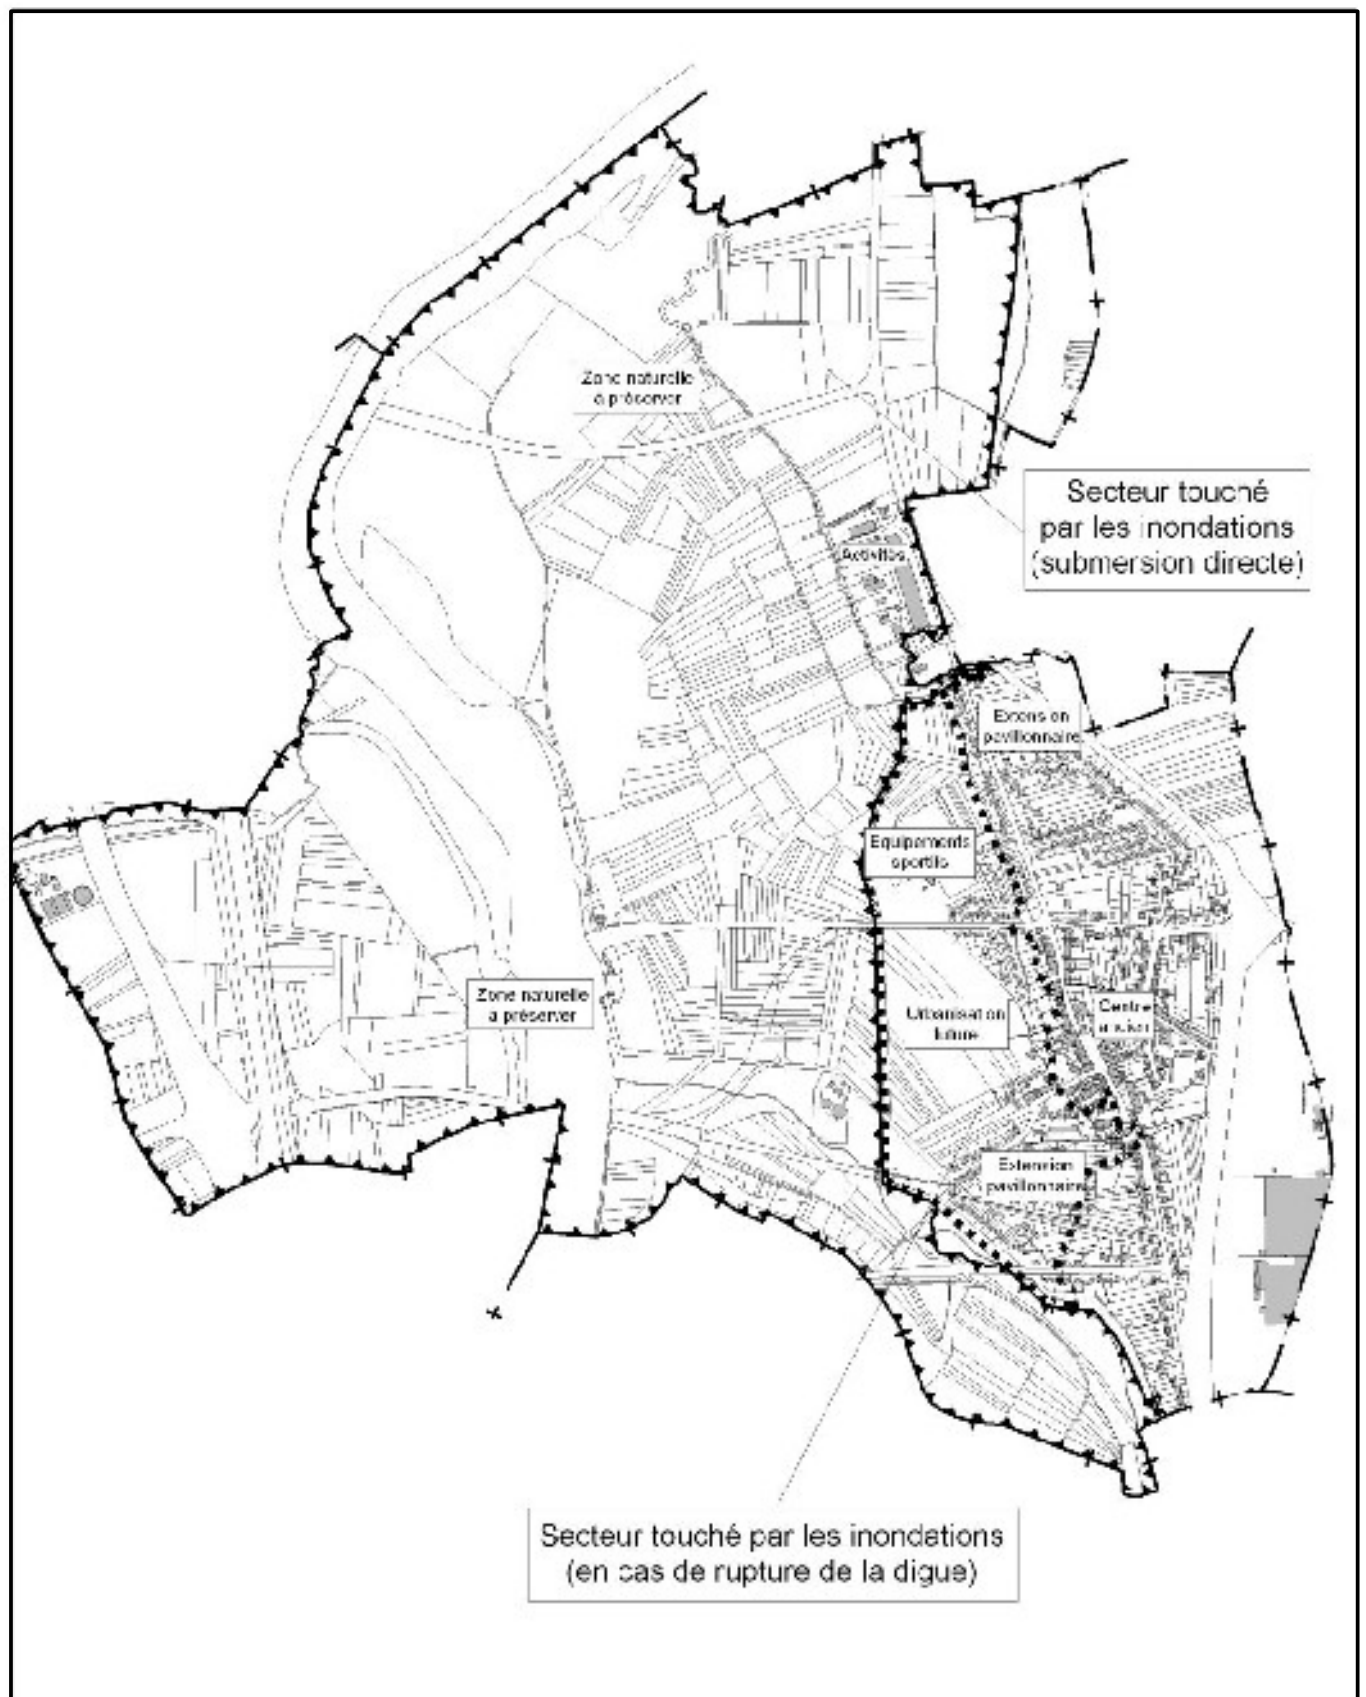 Zone naturelle
a préserver
Secteur touché
par les inondations
(submersion directe)
Activités
Extension
pavillonnaire
Equipements
sportifs
Zone naturelle
a préserver
Urbanisation
future
Centre
Extension
pavillonnaire
Secteur touché par les inondations
(en cas de rupture de la digue)